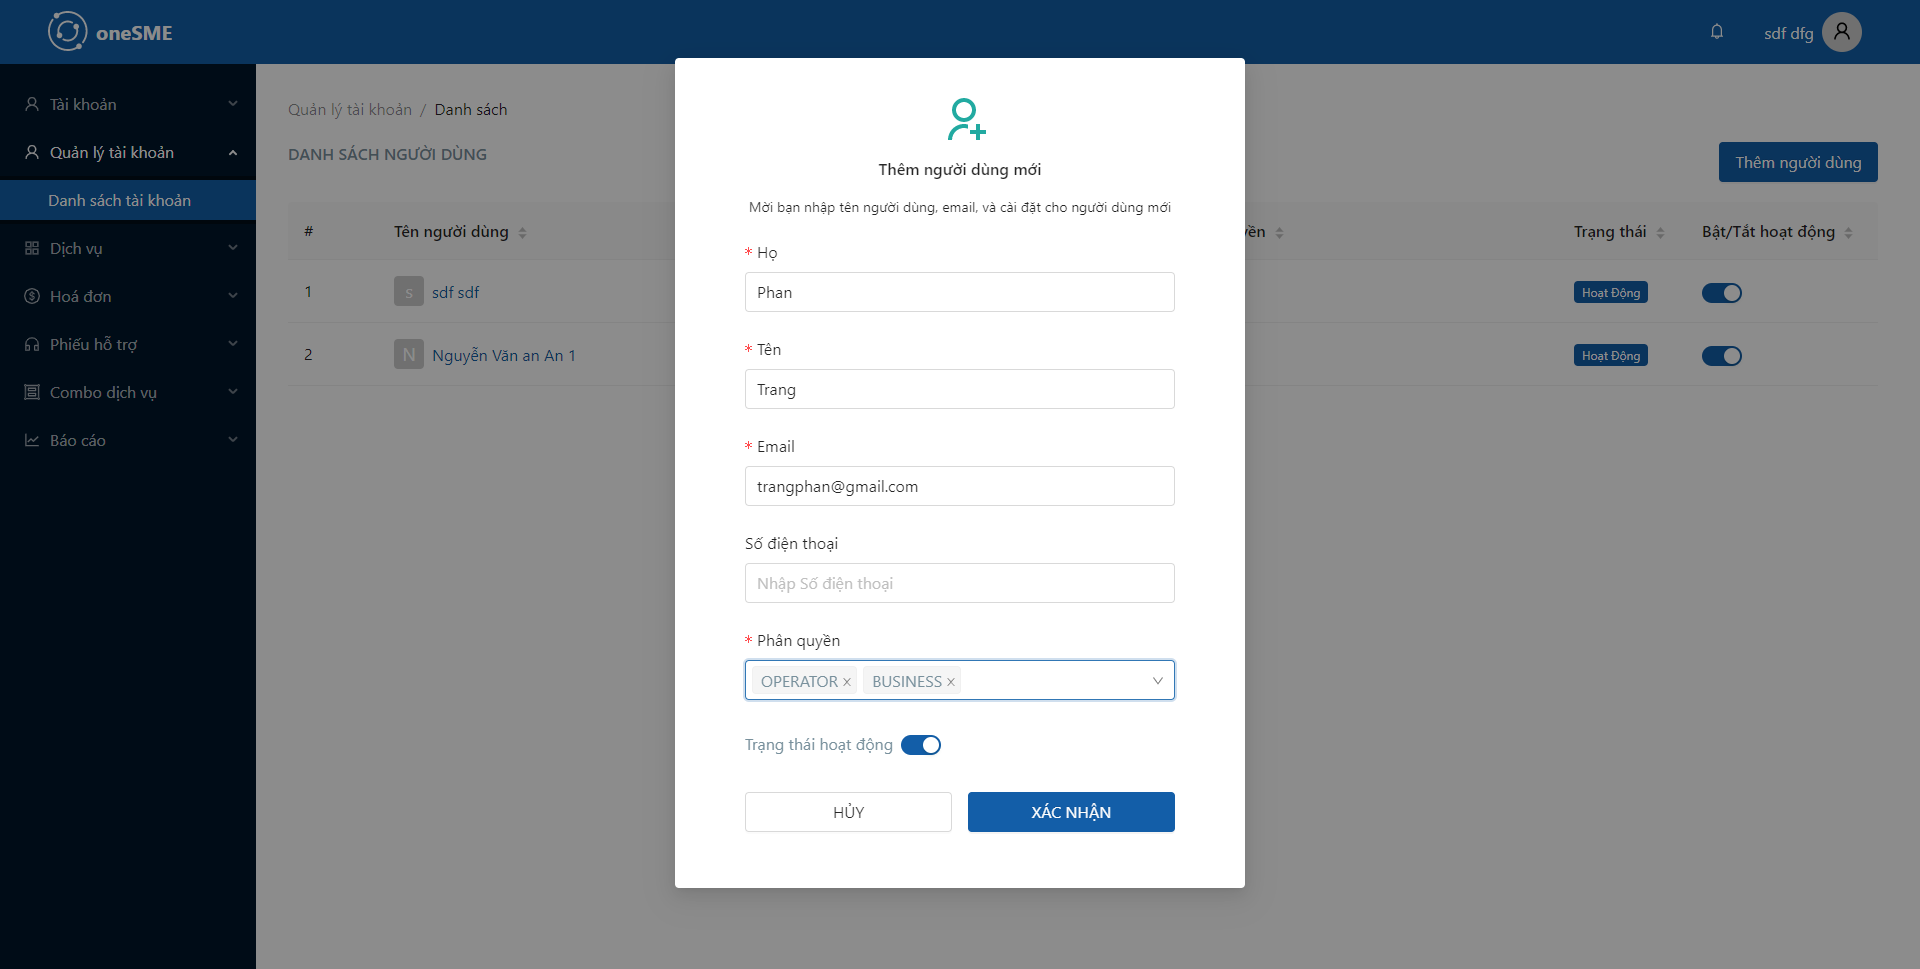 oneSME
sdf dfg
Tài khoản
Quản lý tài khoản
Danh sách tài khoản
Dịch vụ
Hoá đơn
Phiếu hỗ trợ
Combo dịch vụ
Báo cáo
Quản lý tài khoản / Danh sách
DANH SÁCH NGƯỜI DÙNG
Thêm người dùng
# Tên người dùng Trạng thái Bật/Tắt hoạt động
1 s sdf sdf Hoạt Động
2 N Nguyễn Văn an An 1 Hoạt Động
Thêm người dùng mới
Mời bạn nhập tên người dùng, email, và cài đặt cho người dùng mới
* Họ
Phan
* Tên
Trang
* Email
trangphan@gmail.com
Số điện thoại
Nhập Số điện thoại
* Phân quyền
OPERATOR × BUSINESS ×
Trạng thái hoạt động
HỦY
XÁC NHẬN